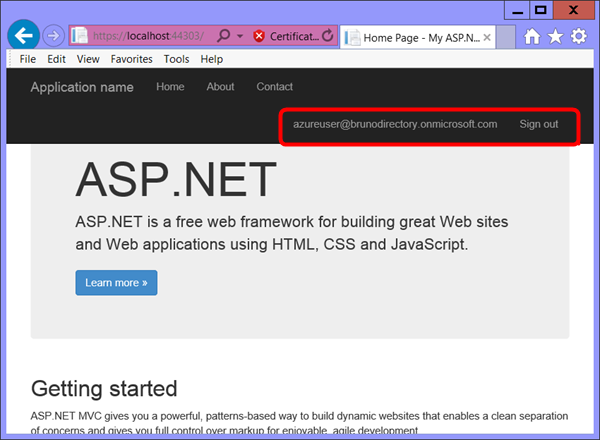 https://localhost:44303/
Certificat...
Home Page - My ASP.N...
File Edit View Favorites Tools Help
Application name Home About Contact
azureuser@brunodirectory.onmicrosoft.com Sign out
ASP.NET
ASP.NET is a free web framework for building great Web sites
and Web applications using HTML, CSS and JavaScript.
Learn more »
Getting started
ASP.NET MVC gives you a powerful, patterns-based way to build dynamic websites that enables a clean separation
of concerns and gives you full control over markup for enjoyable, agile development.